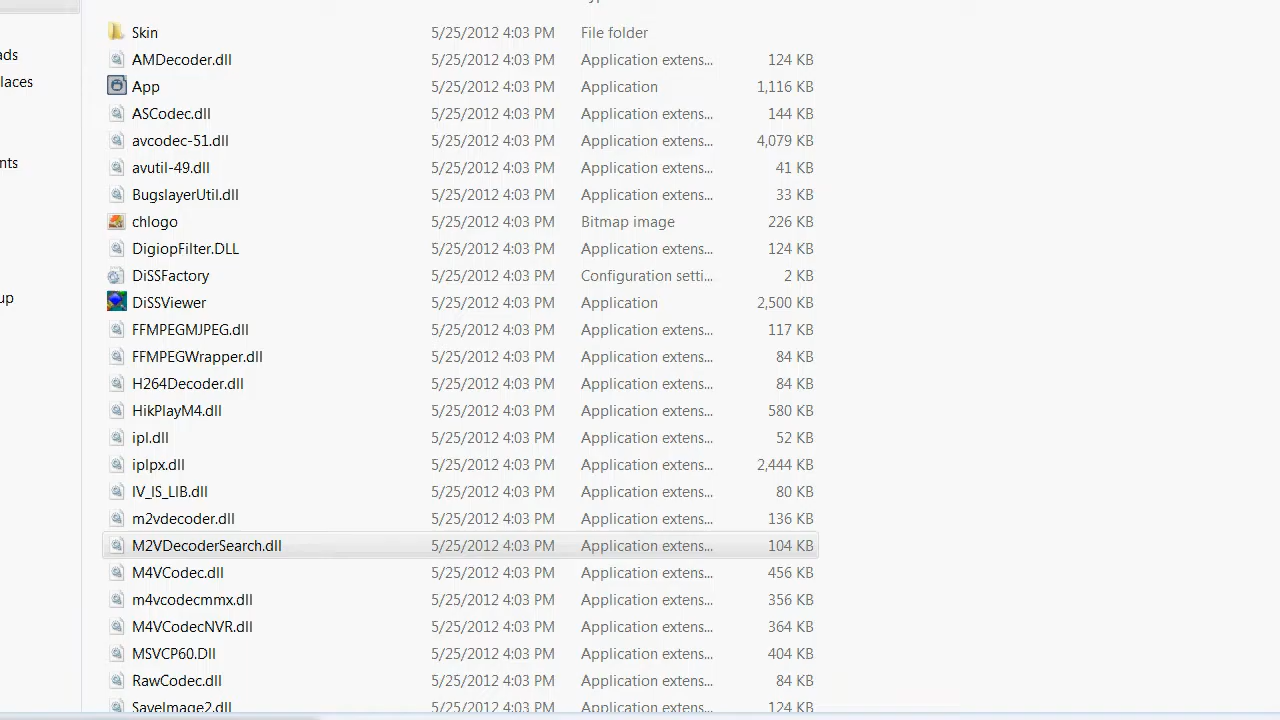 Skin 5/25/2012 4:03 PM File folder
ads AMDecoder.dll 5/25/2012 4:03 PM Application extens... 124 KB
laces App 5/25/2012 4:03 PM Application 1,116 KB
ASCodec.dll 5/25/2012 4:03 PM Application extens... 144 KB
avcodec-51.dll 5/25/2012 4:03 PM Application extens... 4,079 KB
nts avutil-49.dll 5/25/2012 4:03 PM Application extens... 41 KB
BugslayerUtil.dll 5/25/2012 4:03 PM Application extens... 33 KB
chlogo 5/25/2012 4:03 PM Bitmap image 226 KB
DigiopFilter.DLL 5/25/2012 4:03 PM Application extens... 124 KB
DiSSFactory 5/25/2012 4:03 PM Configuration setti... 2 KB
up DiSSViewer 5/25/2012 4:03 PM Application 2,500 KB
FFMPEGMJPEG.dll 5/25/2012 4:03 PM Application extens... 117 KB
FFMPEGWrapper.dll 5/25/2012 4:03 PM Application extens... 84 KB
H264Decoder.dll 5/25/2012 4:03 PM Application extens... 84 KB
HikPlayM4.dll 5/25/2012 4:03 PM Application extens... 580 KB
ipl.dll 5/25/2012 4:03 PM Application extens... 52 KB
iplpx.dll 5/25/2012 4:03 PM Application extens... 2,444 KB
IV_IS_LIB.dll 5/25/2012 4:03 PM Application extens... 80 KB
m2vdecoder.dll 5/25/2012 4:03 PM Application extens... 136 KB
M2VDecoderSearch.dll 5/25/2012 4:03 PM Application extens... 104 KB
M4VCodec.dll 5/25/2012 4:03 PM Application extens... 456 KB
m4vcodecmmx.dll 5/25/2012 4:03 PM Application extens... 356 KB
M4VCodecNVR.dll 5/25/2012 4:03 PM Application extens... 364 KB
MSVCP60.Dll 5/25/2012 4:03 PM Application extens... 404 KB
RawCodec.dll 5/25/2012 4:03 PM Application extens... 84 KB
SaveImage2.dll 5/25/2012 4:03 PM Application extens... 124 KB